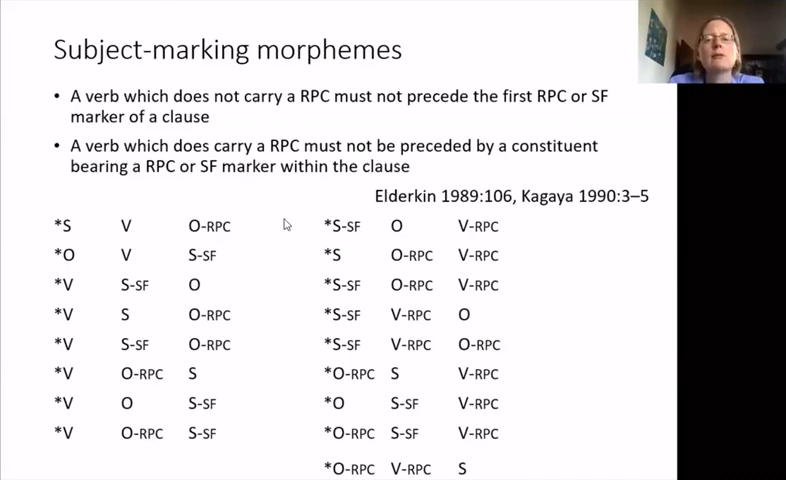 Subject-marking morphemes
• A verb which does not carry a RPC must not precede the first RPC or SF
marker of a clause
• A verb which does carry a RPC must not be preceded by a constituent
bearing a RPC or SF marker within the clause
Elderkin 1989:106, Kagaya 1990:3–5
*S V O-RPC *S-SF O V-RPC
*O V S-SF *S O-RPC V-RPC
*V S-SF O *S-SF O-RPC V-RPC
*V S O-RPC *S-SF V-RPC O
*V S-SF O-RPC *S-SF V-RPC O-RPC
*V O-RPC S *O-RPC S V-RPC
*V O S-SF *O S-SF V-RPC
*V O-RPC S-SF *O-RPC S-SF V-RPC
*O-RPC V-RPC S